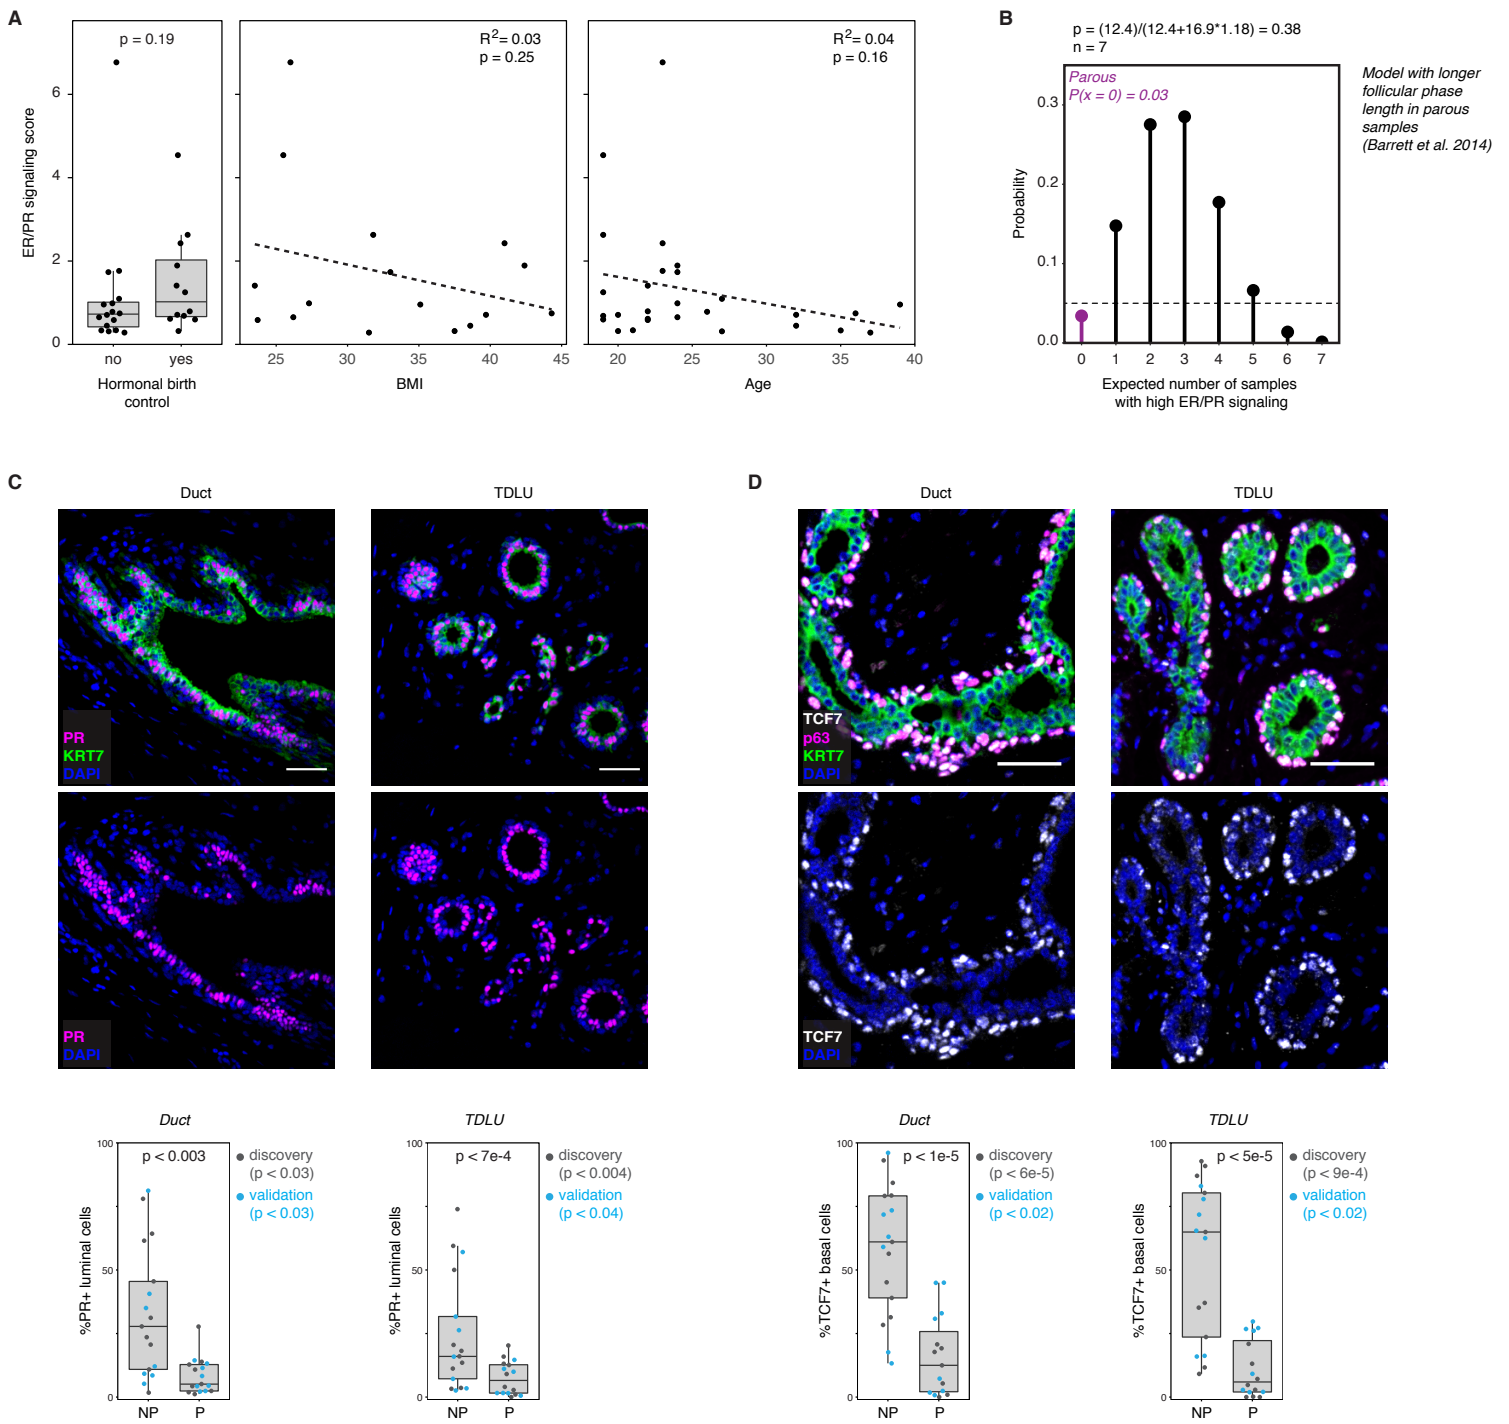 A
p = 0.19
R2= 0.03
p = 0.25
R2= 0.04
p = 0.16
ER/PR signaling score
6
4
2
0
no yes
Hormonal birth
control
25 30 35 40 45
BMI
20 25 30 35 40
Age
B
p = (12.4)/(12.4+16.9*1.18) = 0.38
n = 7
Parous
P(x = 0) = 0.03
Probability
0.3
0.2
0.1
0.0
0 1 2 3 4 5 6 7
Expected number of samples
with high ER/PR signaling
Model with longer
follicular phase
length in parous
samples
(Barrett et al. 2014)
C
Duct
TDLU
PR
KRT7
DAPI
PR
DAPI
Duct
%PR+ luminal cells
100
50
0
p < 0.003
NP P
discovery
(p < 0.03)
validation
(p < 0.03)
TDLU
%PR+ luminal cells
100
50
0
p < 7e-4
NP P
discovery
(p < 0.004)
validation
(p < 0.04)
D
Duct
TDLU
TCF7
p63
KRT7
DAPI
TCF7
DAPI
Duct
%TCF7+ basal cells
100
50
0
p < 1e-5
NP P
discovery
(p < 6e-5)
validation
(p < 0.02)
TDLU
%TCF7+ basal cells
100
50
0
p < 5e-5
NP P
discovery
(p < 9e-4)
validation
(p < 0.02)